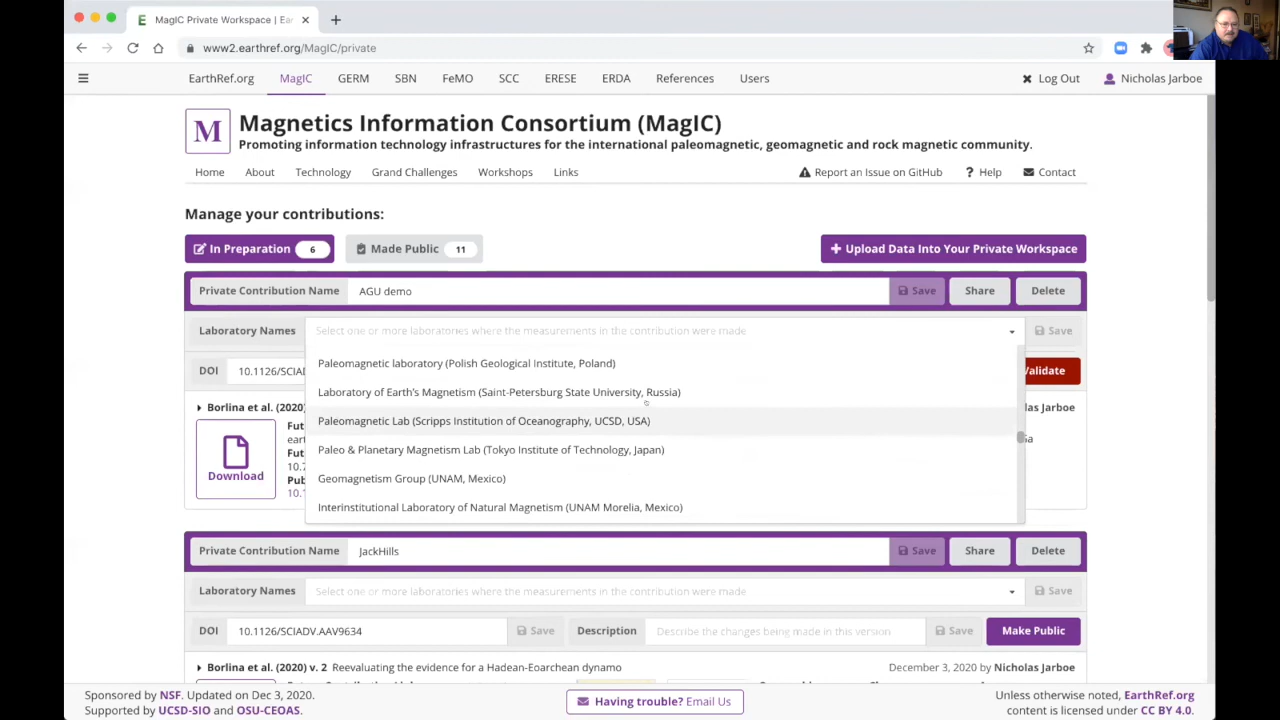 MagIC Private Workspace | Ea
www2.earthref.org/MagIC/private
EarthRef.org MagIC GERM SBN FeMO SCC ERESE ERDA References Users Log Out Nicholas Jarboe
M
Magnetics Information Consortium (MagIC)
Promoting information technology infrastructures for the international paleomagnetic, geomagnetic and rock magnetic community.
Home About Technology Grand Challenges Workshops Links Report an Issue on GitHub ? Help Contact
Manage your contributions:
In Preparation 6 Made Public 11 + Upload Data Into Your Private Workspace
Private Contribution Name AGU demo Save Share Delete
Laboratory Names Select one or more laboratories where the measurements in the contribution were made Save
Paleomagnetic laboratory (Polish Geological Institute, Poland)
DOI 10.1126/SCIAD Validate
Laboratory of Earth's Magnetism (Saint-Petersburg State University, Russia)
Borlina et al. (2020) Nicholas Jarboe
Paleomagnetic Lab (Scripps Institution of Oceanography, UCSD, USA)
Paleo & Planetary Magnetism Lab (Tokyo Institute of Technology, Japan)
Download
Geomagnetism Group (UNAM, Mexico)
Interinstitutional Laboratory of Natural Magnetism (UNAM Morelia, Mexico)
Private Contribution Name JackHills Save Share Delete
Laboratory Names Select one or more laboratories where the measurements in the contribution were made Save
DOI 10.1126/SCIADV.AAV9634 Save Description Describe the changes being made in this version Save Make Public
Borlina et al. (2020) v. 2 Reevaluating the evidence for a Hadean-Eoarchean dynamo December 3, 2020 by Nicholas Jarboe
Sponsored by NSF. Updated on Dec 3, 2020.
Supported by UCSD-SIO and OSU-CEOAS.
Having trouble? Email Us
Unless otherwise noted, EarthRef.org
content is licensed under CC BY 4.0.